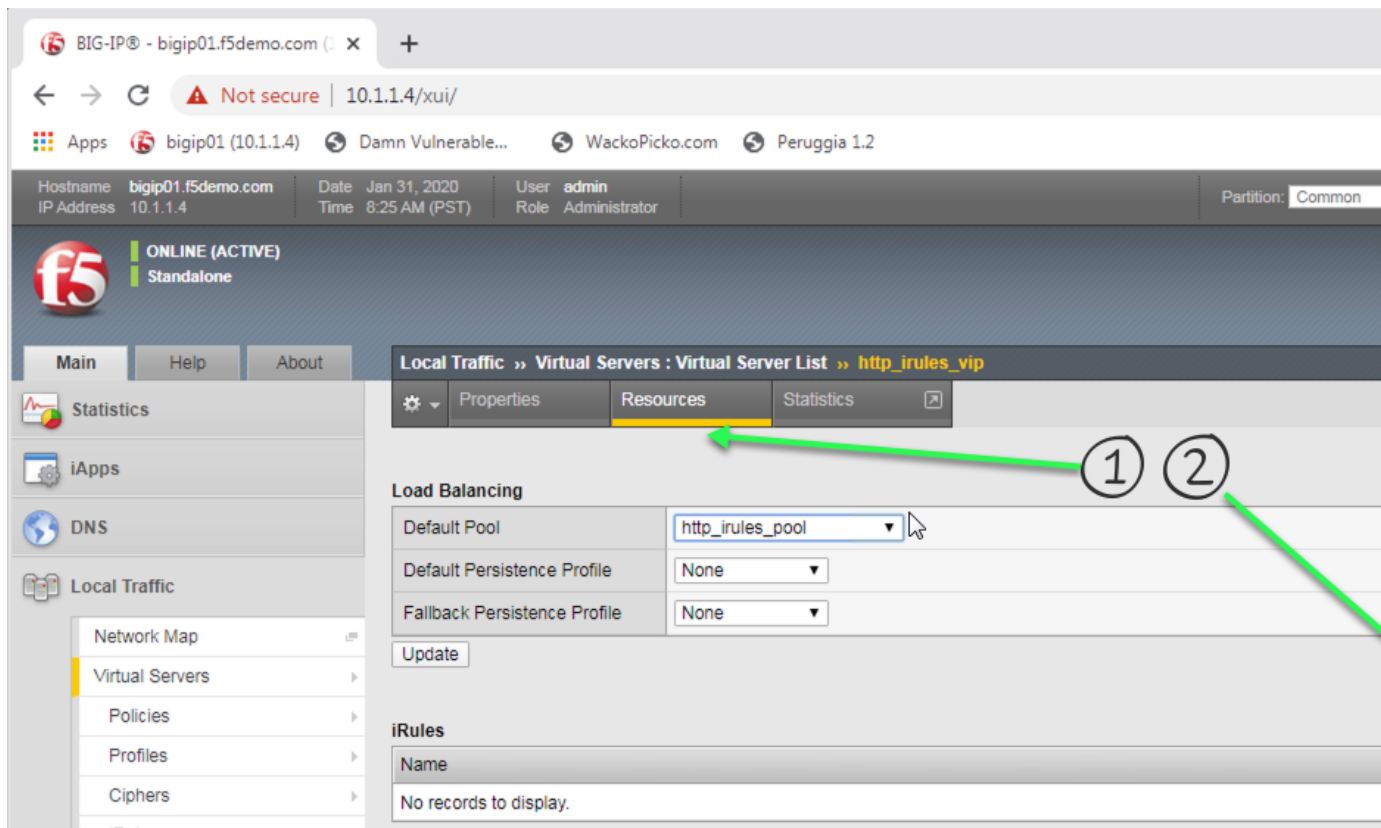 BIG-IP® - bigip01.f5demo.com (
Not secure | 10.1.1.4/xui/
Apps bigip01 (10.1.1.4) Damn Vulnerable... WackoPicko.com Peruggia 1.2
Hostname bigip01.f5demo.com Date Jan 31, 2020 User admin
IP Address 10.1.1.4 Time 8:25 AM (PST) Role Administrator
Partition: Common
f5
ONLINE (ACTIVE)
Standalone
Main Help About
Local Traffic ›› Virtual Servers : Virtual Server List ›› http_irules_vip
Properties Resources Statistics
Statistics
iApps
DNS
Local Traffic
Network Map
Virtual Servers
Policies
Profiles
Ciphers
1 2
Load Balancing
Default Pool http_irules_pool
Default Persistence Profile None
Fallback Persistence Profile None
Update
iRules
Name
No records to display.